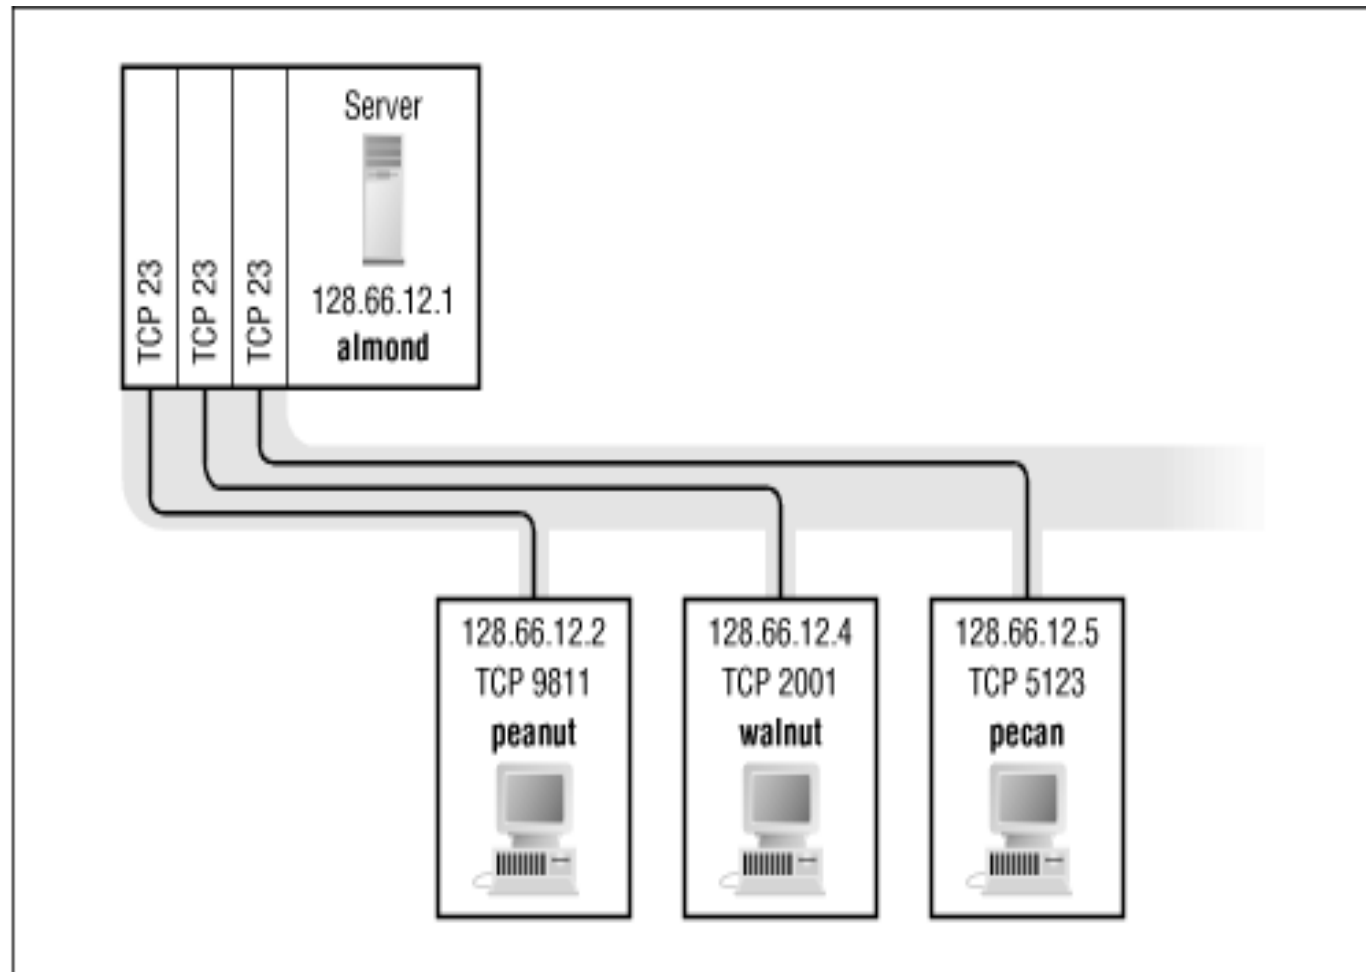 Server
TCP 23
TCP 23
TCP 23
128.66.12.1
almond
128.66.12.2
TCP 9811
peanut
128.66.12.4
TCP 2001
walnut
128.66.12.5
TCP 5123
pecan